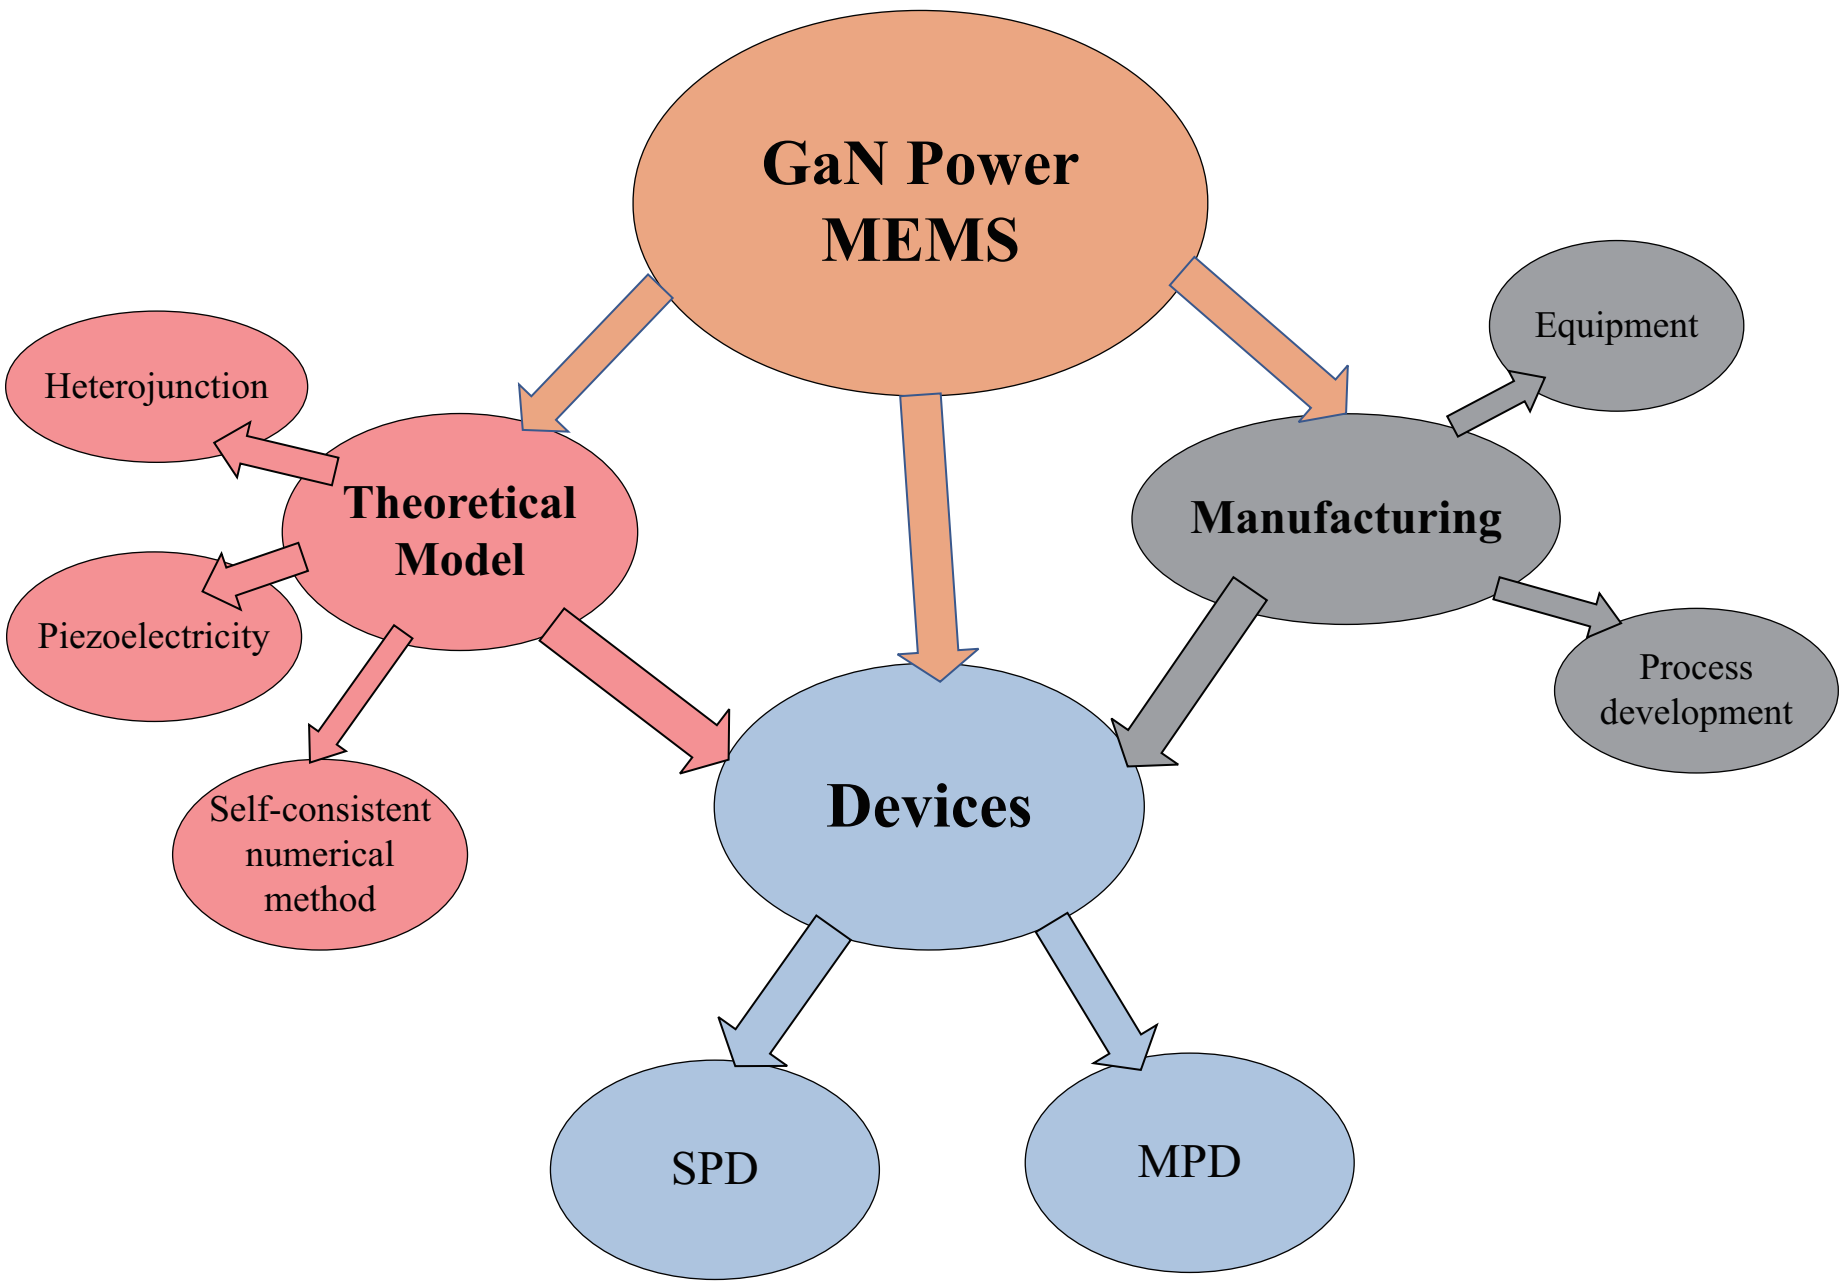 GaN Power
MEMS
Equipment
Heterojunction
Theoretical
Model
Manufacturing
Piezoelectricity
Process
development
Self-consistent
numerical
method
Devices
SPD
MPD